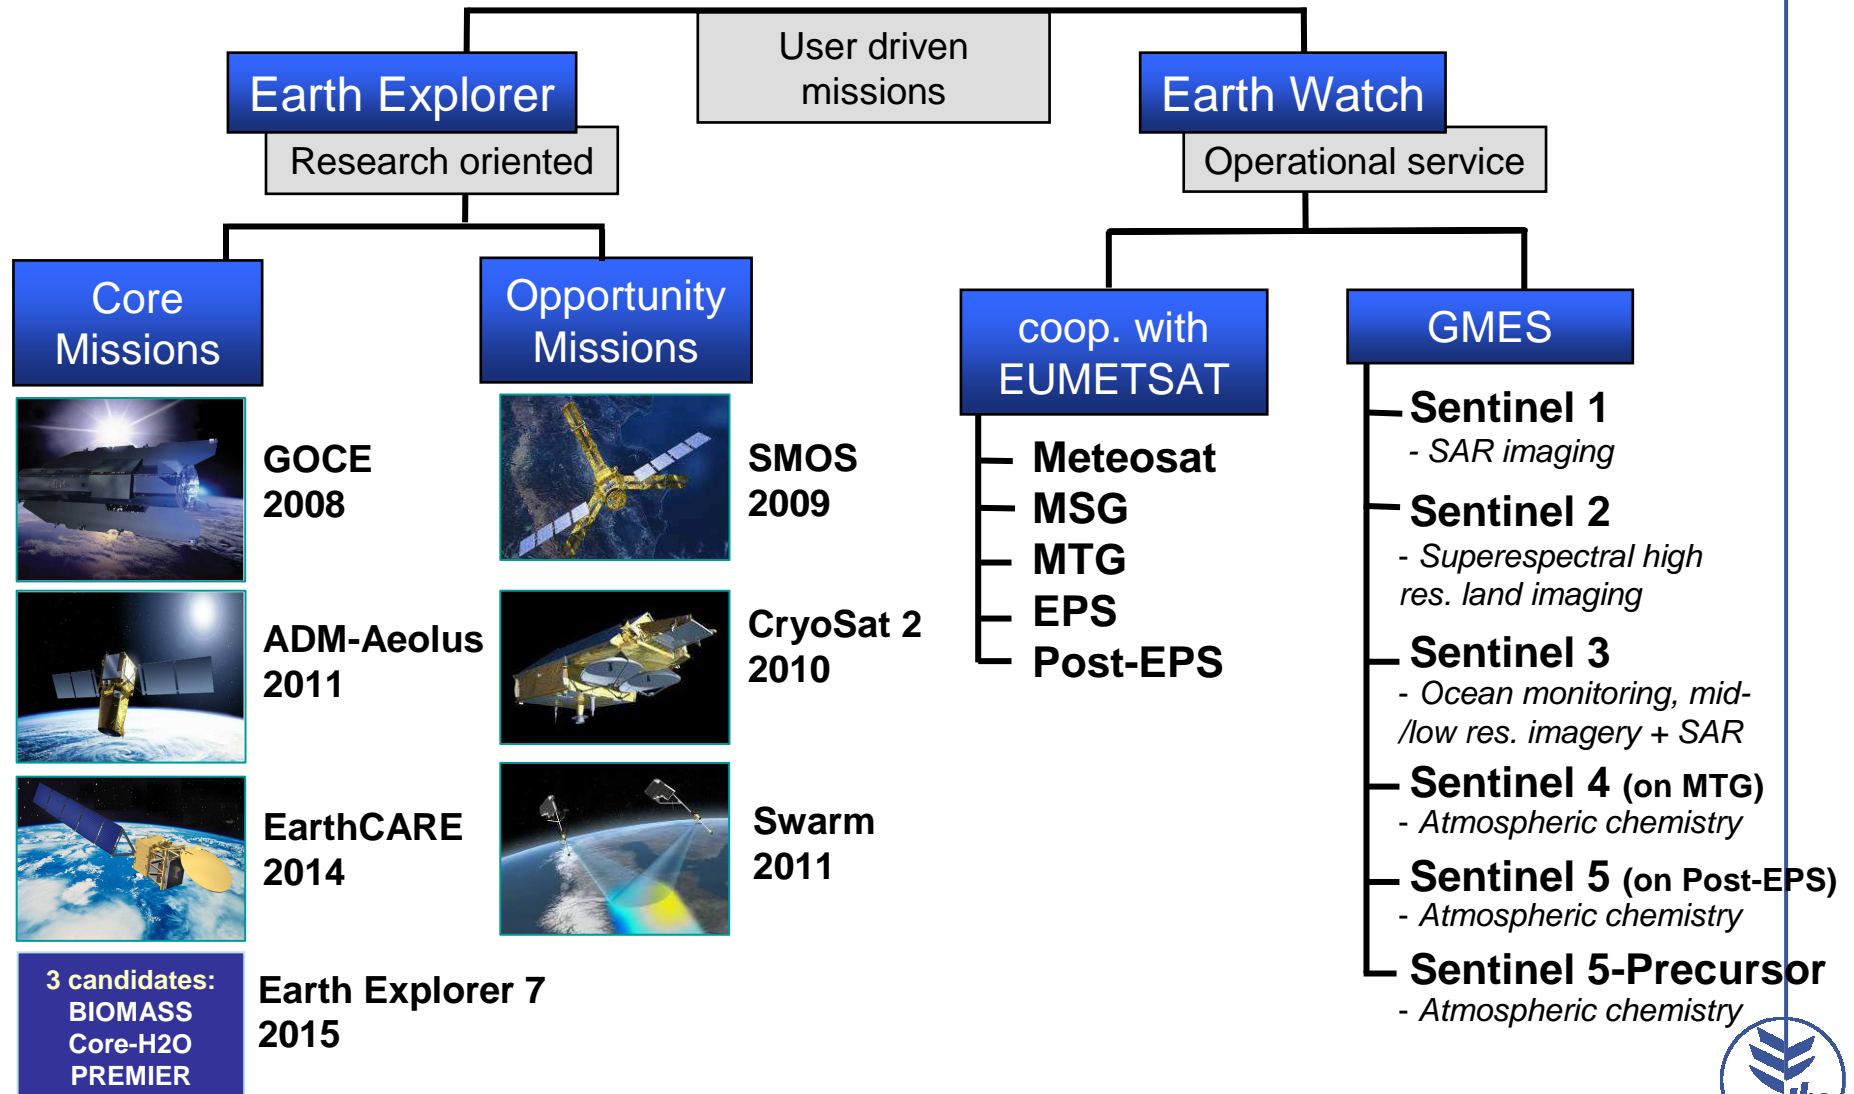 User driven
missions
Earth Explorer
Research oriented
Earth Watch
Operational service
Core
Missions
GOCE
2008
ADM-Aeolus
2011
EarthCARE
2014
3 candidates:
BIOMASS
Core-H2O
PREMIER
Earth Explorer 7
2015
Opportunity
Missions
SMOS
2009
CryoSat 2
2010
Swarm
2011
coop. with
EUMETSAT
Meteosat
MSG
MTG
EPS
Post-EPS
GMES
Sentinel 1
- SAR imaging
Sentinel 2
- Superespectral high
res. land imaging
Sentinel 3
- Ocean monitoring, mid-
/low res. imagery + SAR
Sentinel 4 (on MTG)
- Atmospheric chemistry
Sentinel 5 (on Post-EPS)
- Atmospheric chemistry
Sentinel 5-Precursor
- Atmospheric chemistry